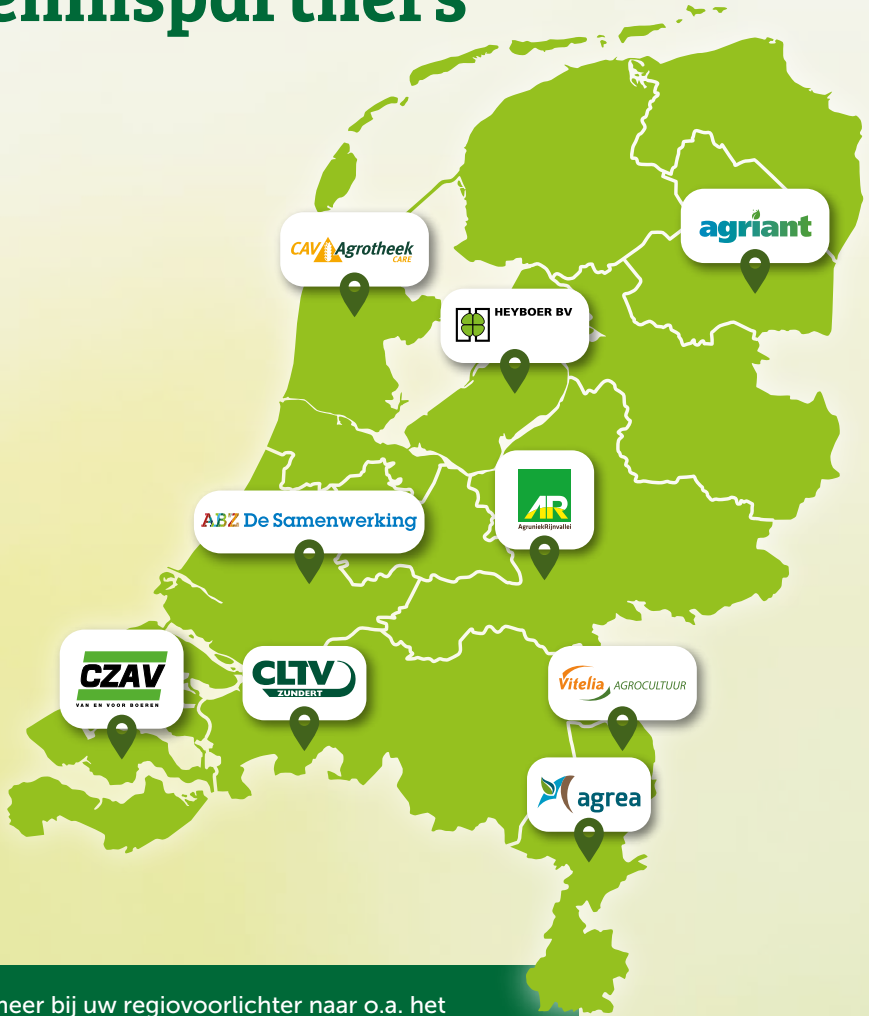 agriant
CAV Agrotheek
CARE
HEYBOER BV
AR
AgruniekRijnvallei
ABZ De Samenwerking
CZAV
VAN EN VOOR BOEREN
CLTV
ZUNDERT
Vitelia AGROCULTUUR
agrea
bij uw regiovoorlichter naar o.a. het